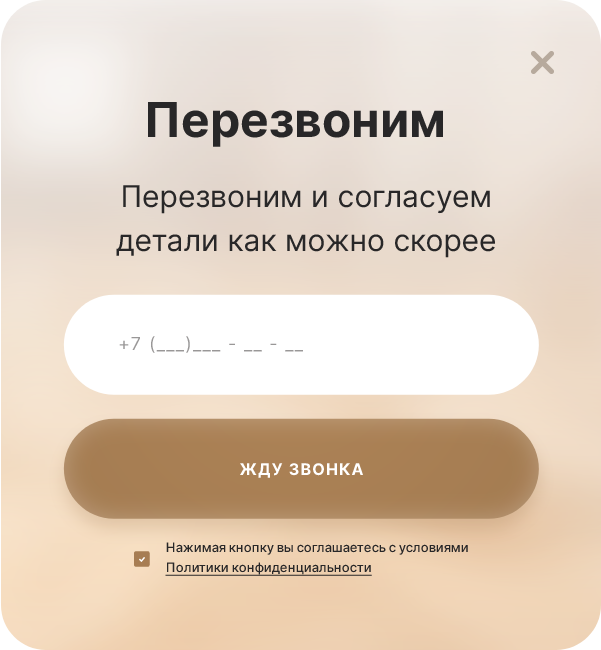 Перезвоним
Перезвоним и согласуем
детали как можно скорее
+7 (___)___ - __ - __
ЖДУ ЗВОНКА
Нажимая кнопку вы соглашаетесь с условиями
Политики конфиденциальности